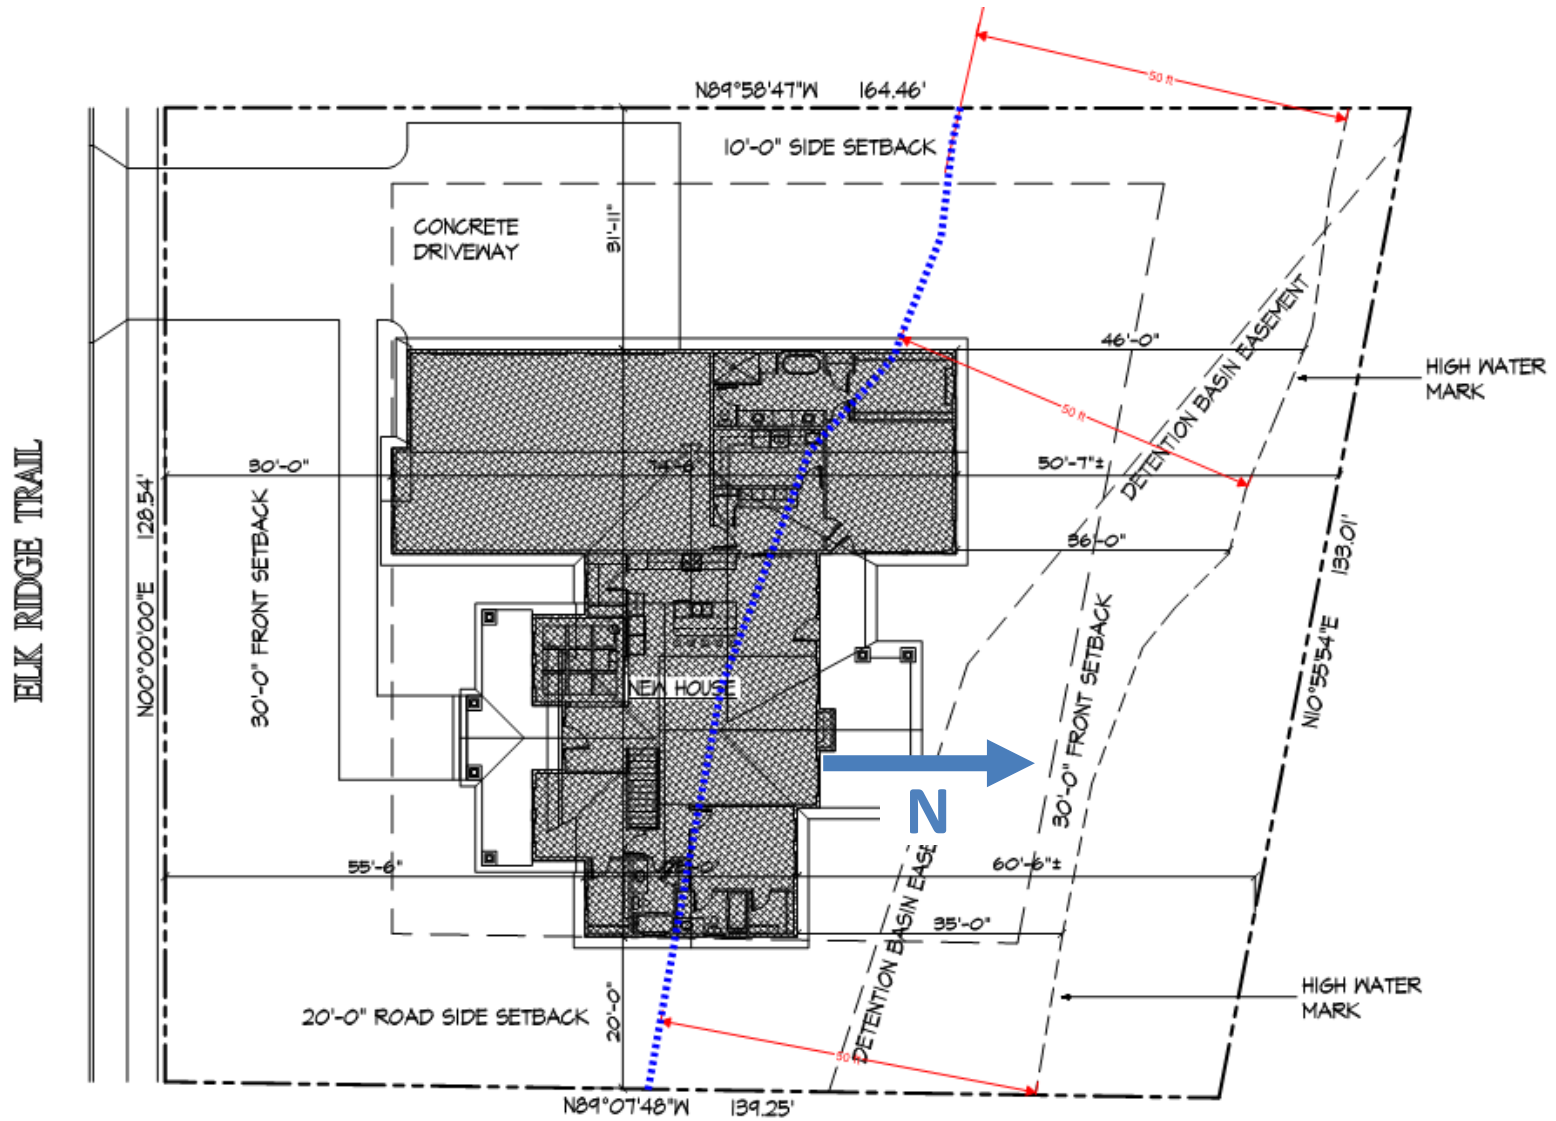 50 ft
N89°58'47"W 164.46'
10'-0" SIDE SETBACK
CONCRETE
DRIVEWAY
31'-11"
46'-0"
DETENTION BASIN EASEMENT
HIGH WATER
MARK
50 ft
ELK RIDGE TRAIL
N00°00'00"E 128.54'
30'-0"
30'-0" FRONT SETBACK
50'-7"±
36'-0"
N10°55'54"E 133.01'
NEW HOUSE
30'-0" FRONT SETBACK
N
55'-6"
60'-6"±
DETENTION BASIN EASE
35'-0"
HIGH WATER
MARK
20'-0" ROAD SIDE SETBACK
20'-0"
50 ft
N89°07'48"W 139.25'